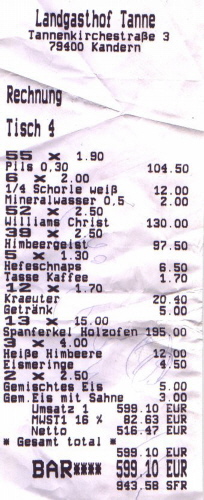 Landgasthof Tanne
Tannenkirchestraße 3
79400 Kandern
Rechnung
Tisch 4
55 x 1.90
Pils 0,30 104.50
6 x 2.00
1/4 Schorle weiß 12.00
Mineralwasser 0,5 2.00
52 x 2.50
Williams Christ 130.00
39 x 2.50
Himbeergeist 97.50
5 x 1.30
Hefeschnaps 6.50
Tasse Kaffee 1.70
12 x 1.70
Kraeuter 20.40
Getränk 5.00
13 x 15.00
Spanferkel Holzofen 195.00
3 x 4.00
Heiße Himbeere 12.00
Eismeringe 4.50
2 x 2.50
Gemischtes Eis 5.00
Gem.Eis mit Sahne 3.00
Umsatz 1 599.10 EUR
MWST1 16 % 82.63 EUR
Netto 516.47 EUR
* Gesamt total *
599.10 EUR
BAR**** 599.10 EUR
943.58 SFR